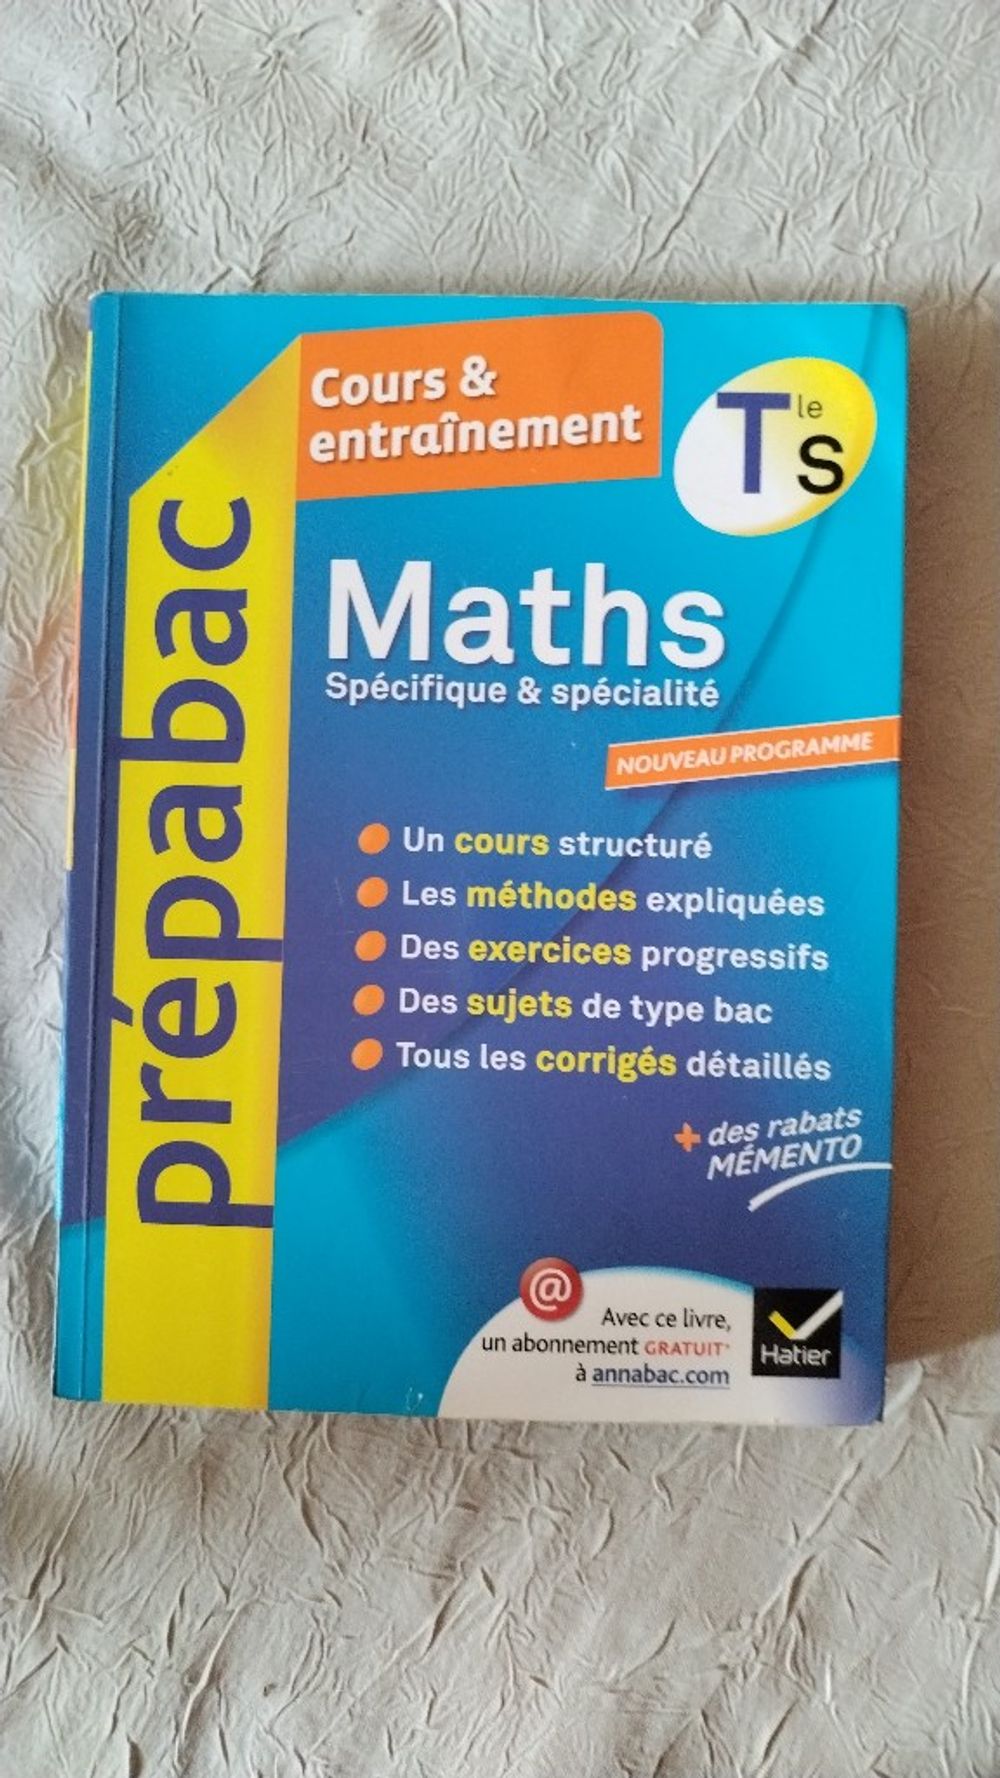 Cours &
entraînement
Tle S
prépabac
Maths
Spécifique & spécialité
NOUVEAU PROGRAMME
Un cours structuré
Les méthodes expliquées
Des exercices progressifs
Des sujets de type bac
Tous les corrigés détaillés
+ des rabats
MÉMENTO
@
Avec ce livre,
un abonnement GRATUIT*
à annabac.com
Hatier